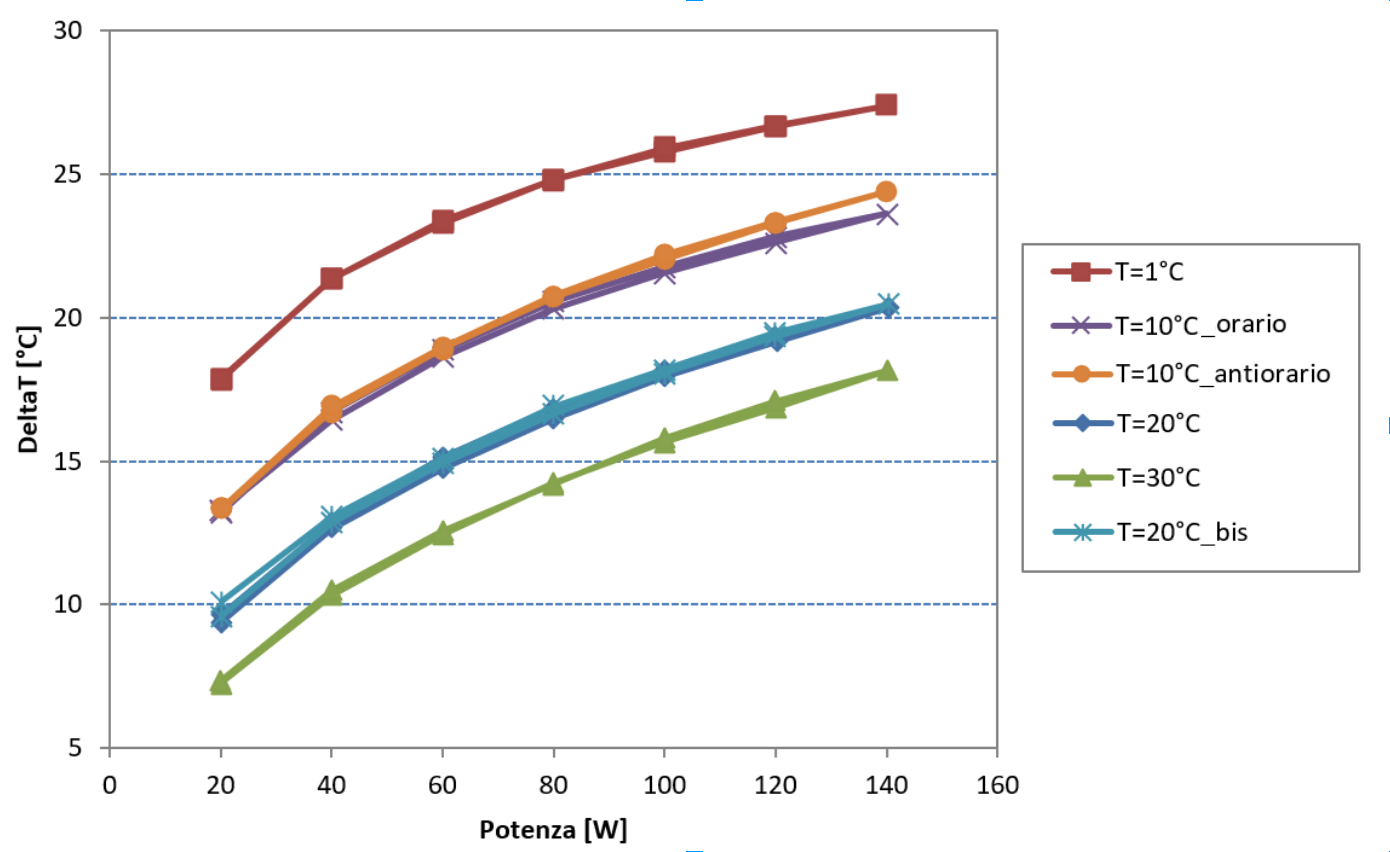 30
25
20
15
10
5
DeltaT [°C]
0 20 40 60 80 100 120 140 160
Potenza [W]
T=1°C
T=10°C_orario
T=10°C_antiorario
T=20°C
T=30°C
T=20°C_bis